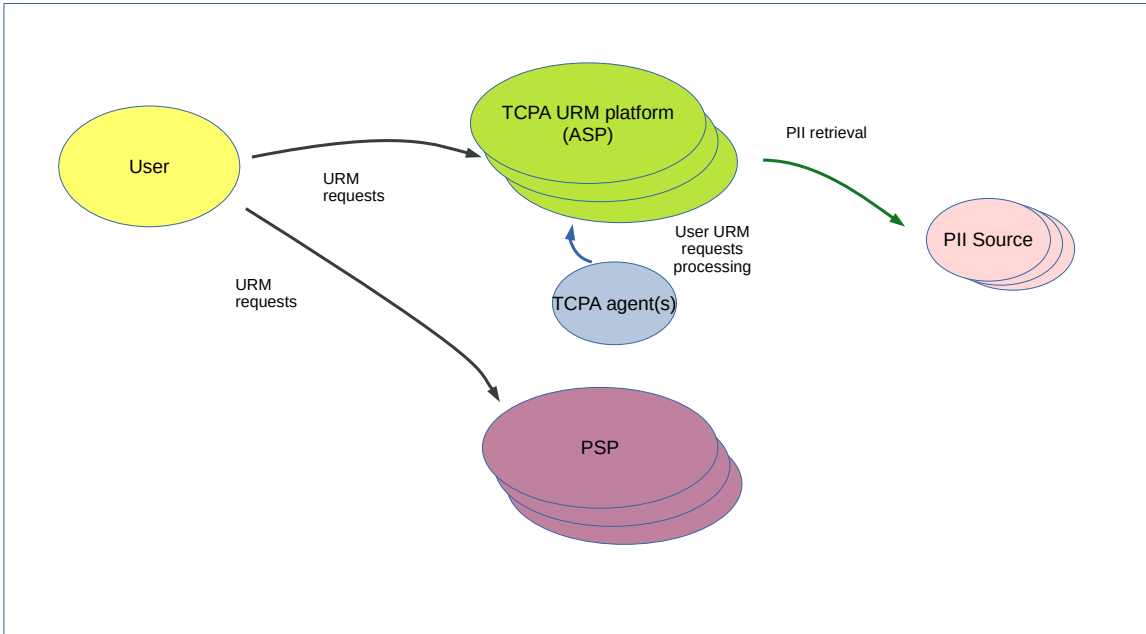 TCPA URM platform
(ASP)
PII retrieval
User
URM
requests
User URM
requests
processing
PII Source
URM
requests
TCPA agent(s)
PSP